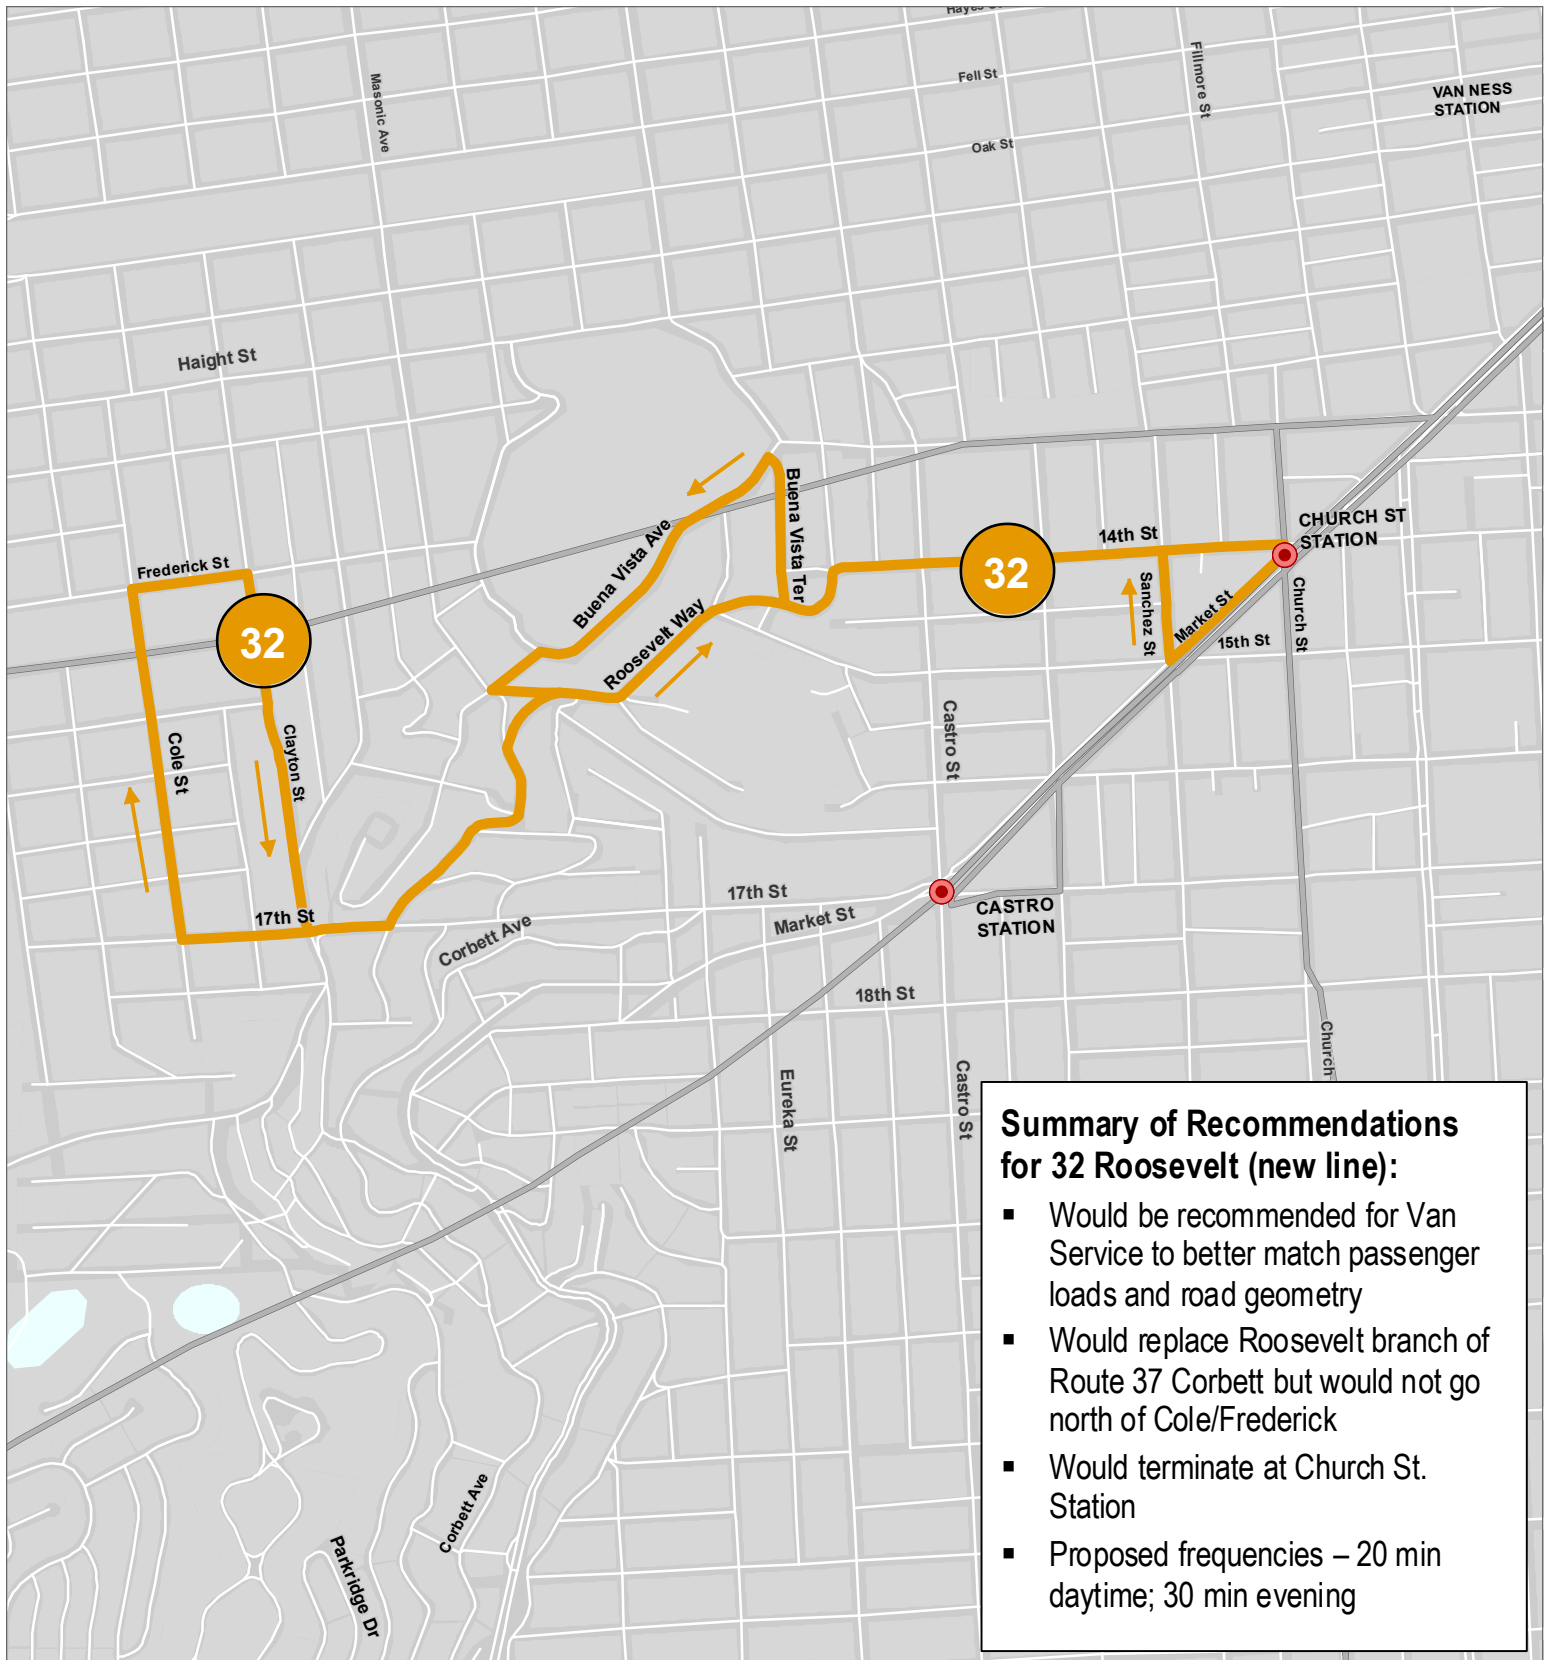 Hayes
Fell St
Fillmore St
Masonic Ave
VAN NESS
STATION
Oak St
Haight St
Buena Vista Ter
Buena Vista Ave
14th St
CHURCH ST
STATION
32
Frederick St
Sanchez St
Market St
Church St
15th St
Roosevelt Way
32
Castro St
Cole St
Clayton St
17th St
17th St
Market St
CASTRO
STATION
Corbett Ave
18th St
Church
Eureka St
Castro St
Summary of Recommendations
for 32 Roosevelt (new line):
▪ Would be recommended for Van
Service to better match passenger
loads and road geometry
▪ Would replace Roosevelt branch of
Route 37 Corbett but would not go
north of Cole/Frederick
▪ Would terminate at Church St.
Station
▪ Proposed frequencies – 20 min
daytime; 30 min evening
Corbett Ave
Parkridge Dr